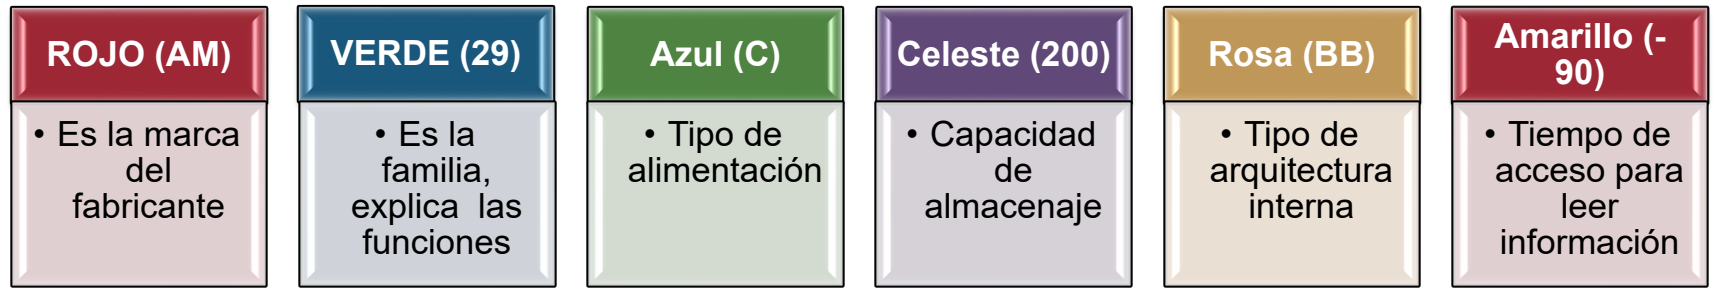 ROJO (AM)
• Es la marca
del
fabricante
VERDE (29)
• Es la
familia,
explica las
funciones
Azul (C)
• Tipo de
alimentación
Celeste (200)
• Capacidad
de
almacenaje
Rosa (BB)
• Tipo de
arquitectura
interna
Amarillo (-
90)
• Tiempo de
acceso para
leer
información